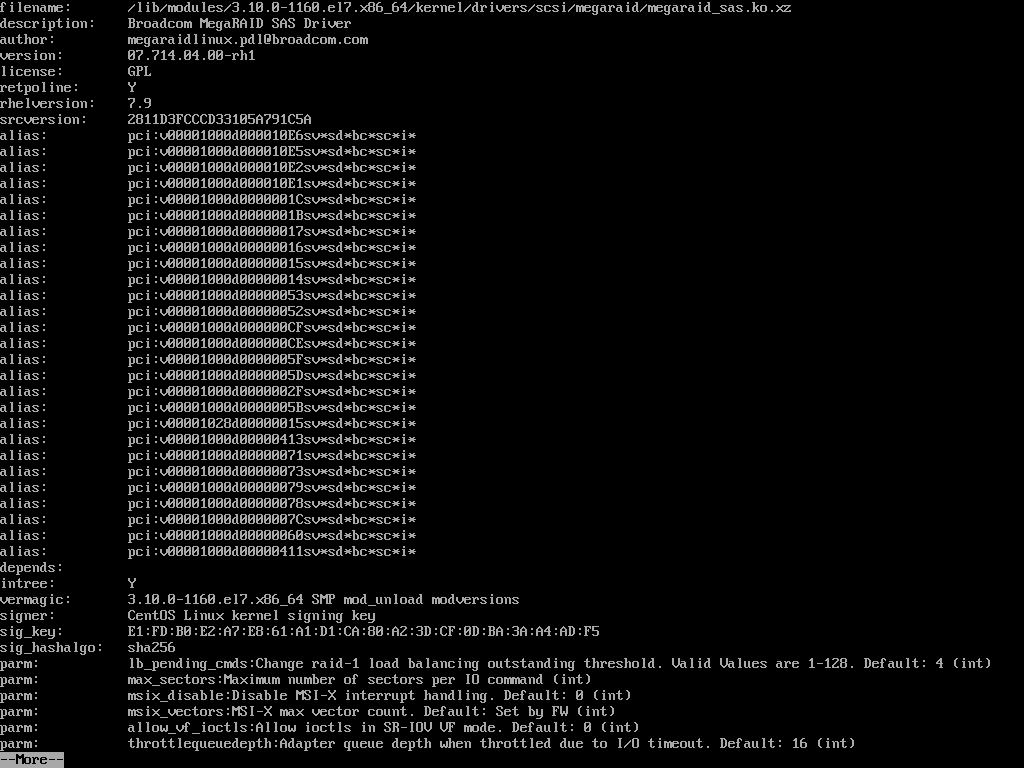 filename:       /lib/modules/3.10.0-1160.el7.x86_64/kernel/drivers/scsi/megaraid/megaraid_sas.ko.xz
description:    Broadcom MegaRAID SAS Driver
author:         megaraidlinux.pdl@broadcom.com
version:        07.714.04.00-rh1
license:        GPL
retpoline:      Y
rhelversion:    7.9
srcversion:     2811D3FCCCD33105A791C5A
alias:          pci:v00001000d000010E6sv*sd*bc*sc*i*
alias:          pci:v00001000d000010E5sv*sd*bc*sc*i*
alias:          pci:v00001000d000010E2sv*sd*bc*sc*i*
alias:          pci:v00001000d000010E1sv*sd*bc*sc*i*
alias:          pci:v00001000d0000001Csv*sd*bc*sc*i*
alias:          pci:v00001000d0000001Bsv*sd*bc*sc*i*
alias:          pci:v00001000d00000017sv*sd*bc*sc*i*
alias:          pci:v00001000d00000016sv*sd*bc*sc*i*
alias:          pci:v00001000d00000015sv*sd*bc*sc*i*
alias:          pci:v00001000d00000014sv*sd*bc*sc*i*
alias:          pci:v00001000d00000053sv*sd*bc*sc*i*
alias:          pci:v00001000d00000052sv*sd*bc*sc*i*
alias:          pci:v00001000d000000CFsv*sd*bc*sc*i*
alias:          pci:v00001000d000000CEsv*sd*bc*sc*i*
alias:          pci:v00001000d0000005Fsv*sd*bc*sc*i*
alias:          pci:v00001000d0000005Dsv*sd*bc*sc*i*
alias:          pci:v00001000d0000002Fsv*sd*bc*sc*i*
alias:          pci:v00001000d0000005Bsv*sd*bc*sc*i*
alias:          pci:v00001028d00000015sv*sd*bc*sc*i*
alias:          pci:v00001000d00000413sv*sd*bc*sc*i*
alias:          pci:v00001000d00000071sv*sd*bc*sc*i*
alias:          pci:v00001000d00000073sv*sd*bc*sc*i*
alias:          pci:v00001000d00000079sv*sd*bc*sc*i*
alias:          pci:v00001000d00000078sv*sd*bc*sc*i*
alias:          pci:v00001000d0000007Csv*sd*bc*sc*i*
alias:          pci:v00001000d00000060sv*sd*bc*sc*i*
alias:          pci:v00001000d00000411sv*sd*bc*sc*i*
depends:
intree:         Y
vermagic:       3.10.0-1160.el7.x86_64 SMP mod_unload modversions
signer:         CentOS Linux kernel signing key
sig_key:        E1:FD:B0:E2:A7:E8:61:A1:D1:CA:80:A2:3D:CF:0D:BA:3A:A4:AD:F5
sig_hashalgo:   sha256
parm:           lb_pending_cmds:Change raid-1 load balancing outstanding threshold. Valid Values are 1-128. Default: 4 (int)
parm:           max_sectors:Maximum number of sectors per IO command (int)
parm:           msix_disable:Disable MSI-X interrupt handling. Default: 0 (int)
parm:           msix_vectors:MSI-X max vector count. Default: Set by FW (int)
parm:           allow_vf_ioctls:Allow ioctls in SR-IOV VF mode. Default: 0 (int)
parm:           throttlequeuedepth:Adapter queue depth when throttled due to I/O timeout. Default: 16 (int)
--More--